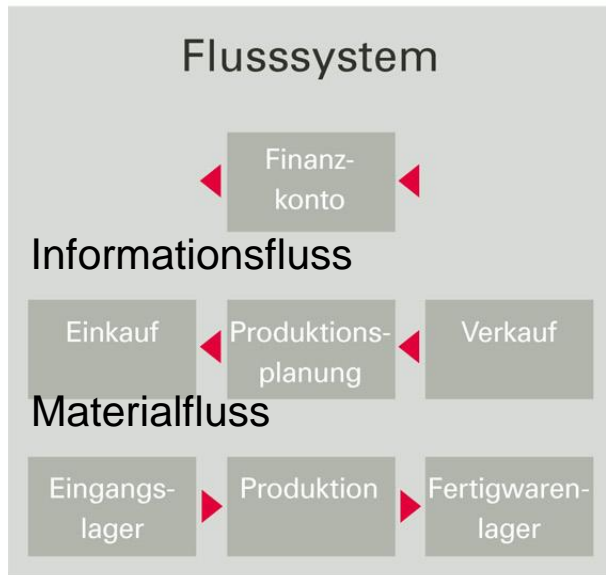 Flusssystem
Finanz-
konto
Informationsfluss
Einkauf
Produktions-
planung
Verkauf
Materialfluss
Eingangs-
lager
Produktion
Fertigwaren-
lager